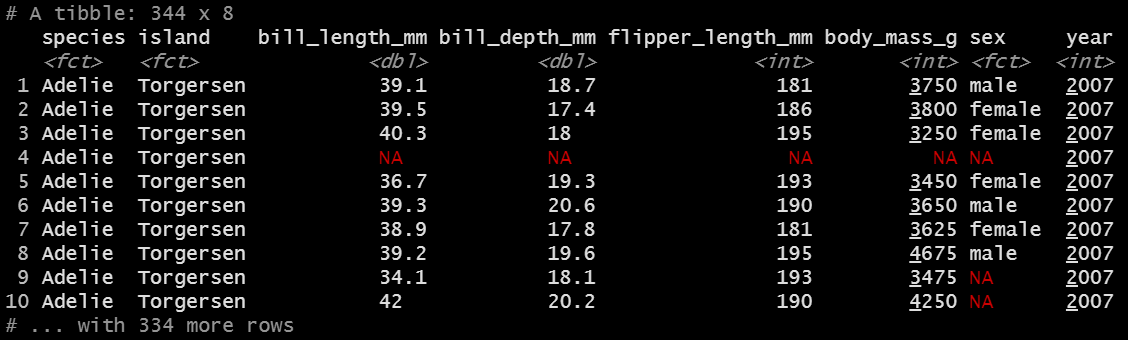 # A tibble: 344 x 8
species island bill_length_mm bill_depth_mm flipper_length_mm body_mass_g sex year
<fct> <fct> <dbl> <dbl> <int> <int> <fct> <int>
1 Adelie Torgersen 39.1 18.7 181 3750 male 2007
2 Adelie Torgersen 39.5 17.4 186 3800 female 2007
3 Adelie Torgersen 40.3 18 195 3250 female 2007
4 Adelie Torgersen NA NA NA NA NA 2007
5 Adelie Torgersen 36.7 19.3 193 3450 female 2007
6 Adelie Torgersen 39.3 20.6 190 3650 male 2007
7 Adelie Torgersen 38.9 17.8 181 3625 female 2007
8 Adelie Torgersen 39.2 19.6 195 4675 male 2007
9 Adelie Torgersen 34.1 18.1 193 3475 NA 2007
10 Adelie Torgersen 42 20.2 190 4250 NA 2007
# ... with 334 more rows